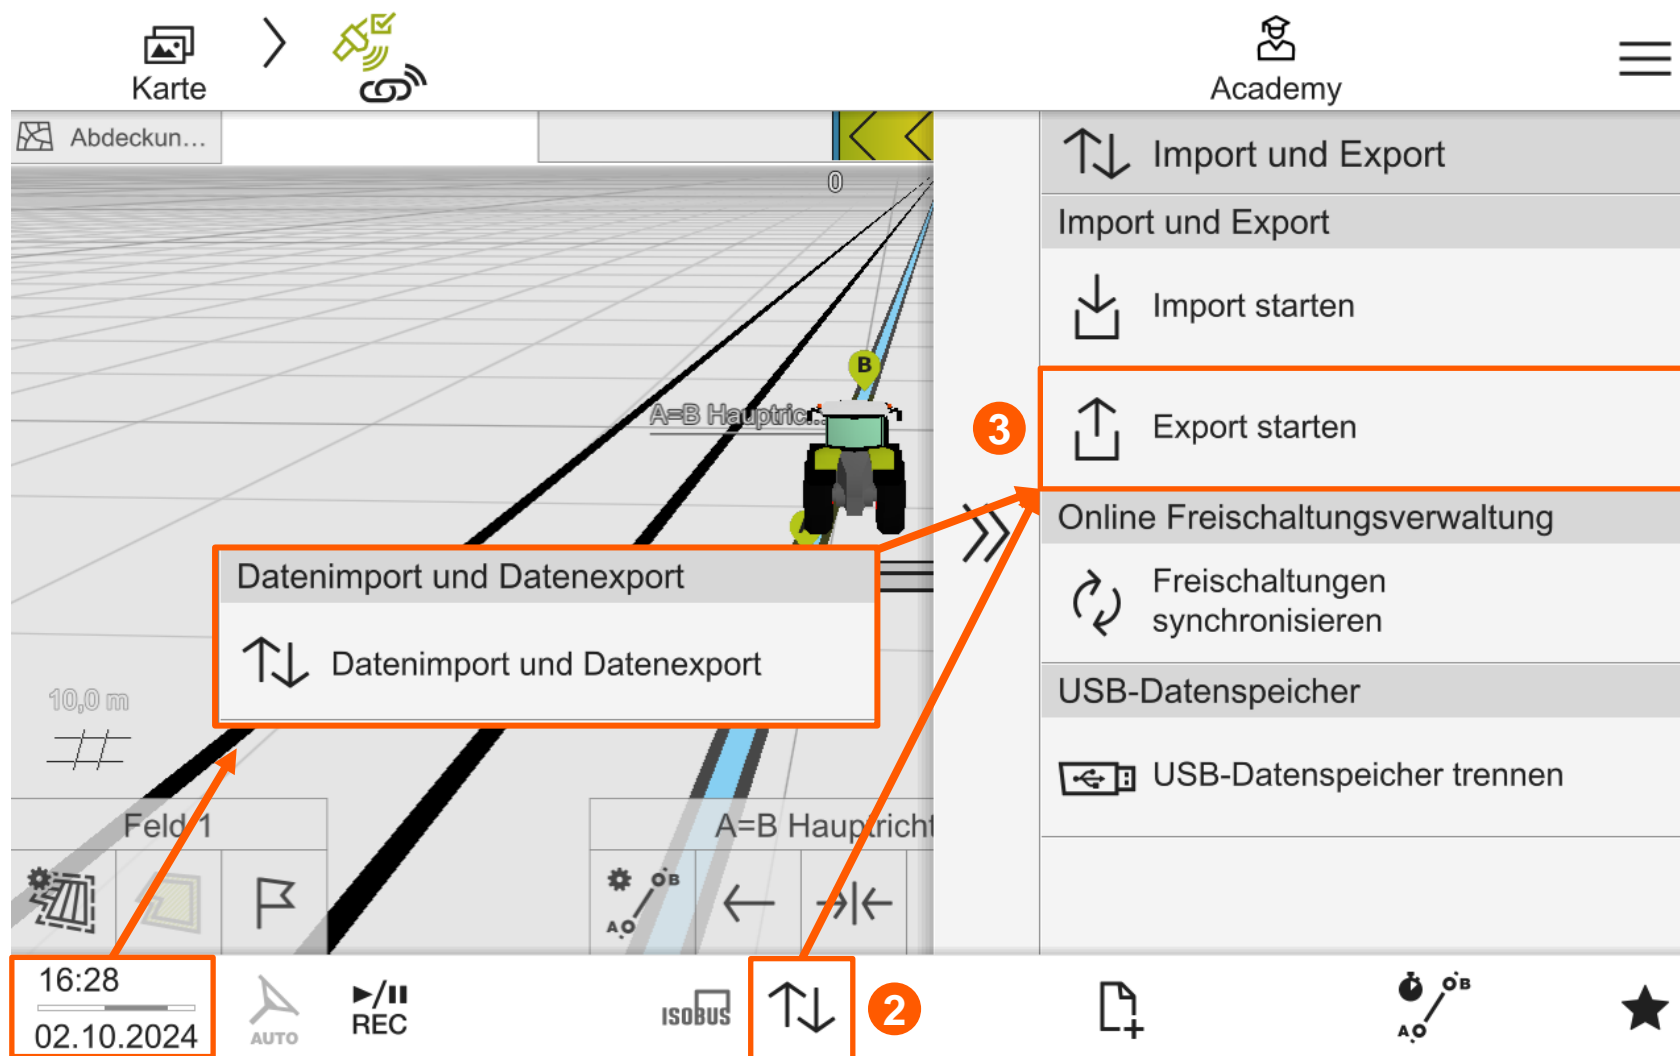 Karte
Academy
Abdeckun...
0
Import und Export
Import und Export
Import starten
B
A=B Hauptric...
3
Export starten
Online Freischaltungsverwaltung
Datenimport und Datenexport
Freischaltungen
synchronisieren
Datenimport und Datenexport
10,0 m
USB-Datenspeicher
USB-Datenspeicher trennen
Feld 1
A=B Hauptricht
B
A
16:28
02.10.2024
AUTO
▶/II
REC
ISOBUS
2
B
A